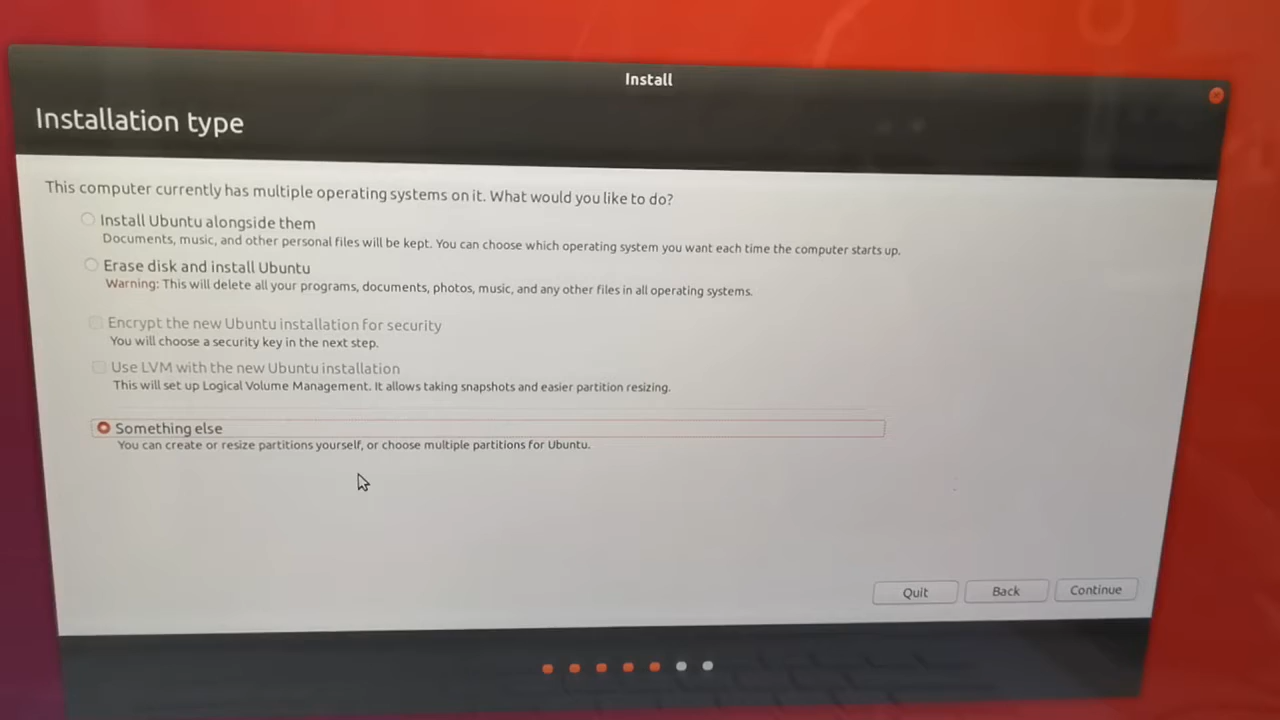 Install
Installation type
This computer currently has multiple operating systems on it. What would you like to do?
Install Ubuntu alongside them
Documents, music, and other personal files will be kept. You can choose which operating system you want each time the computer starts up.
Erase disk and install Ubuntu
Warning: This will delete all your programs, documents, photos, music, and any other files in all operating systems.
Encrypt the new Ubuntu installation for security
You will choose a security key in the next step.
Use LVM with the new Ubuntu installation
This will set up Logical Volume Management. It allows taking snapshots and easier partition resizing.
Something else
You can create or resize partitions yourself, or choose multiple partitions for Ubuntu.
Quit Back Continue